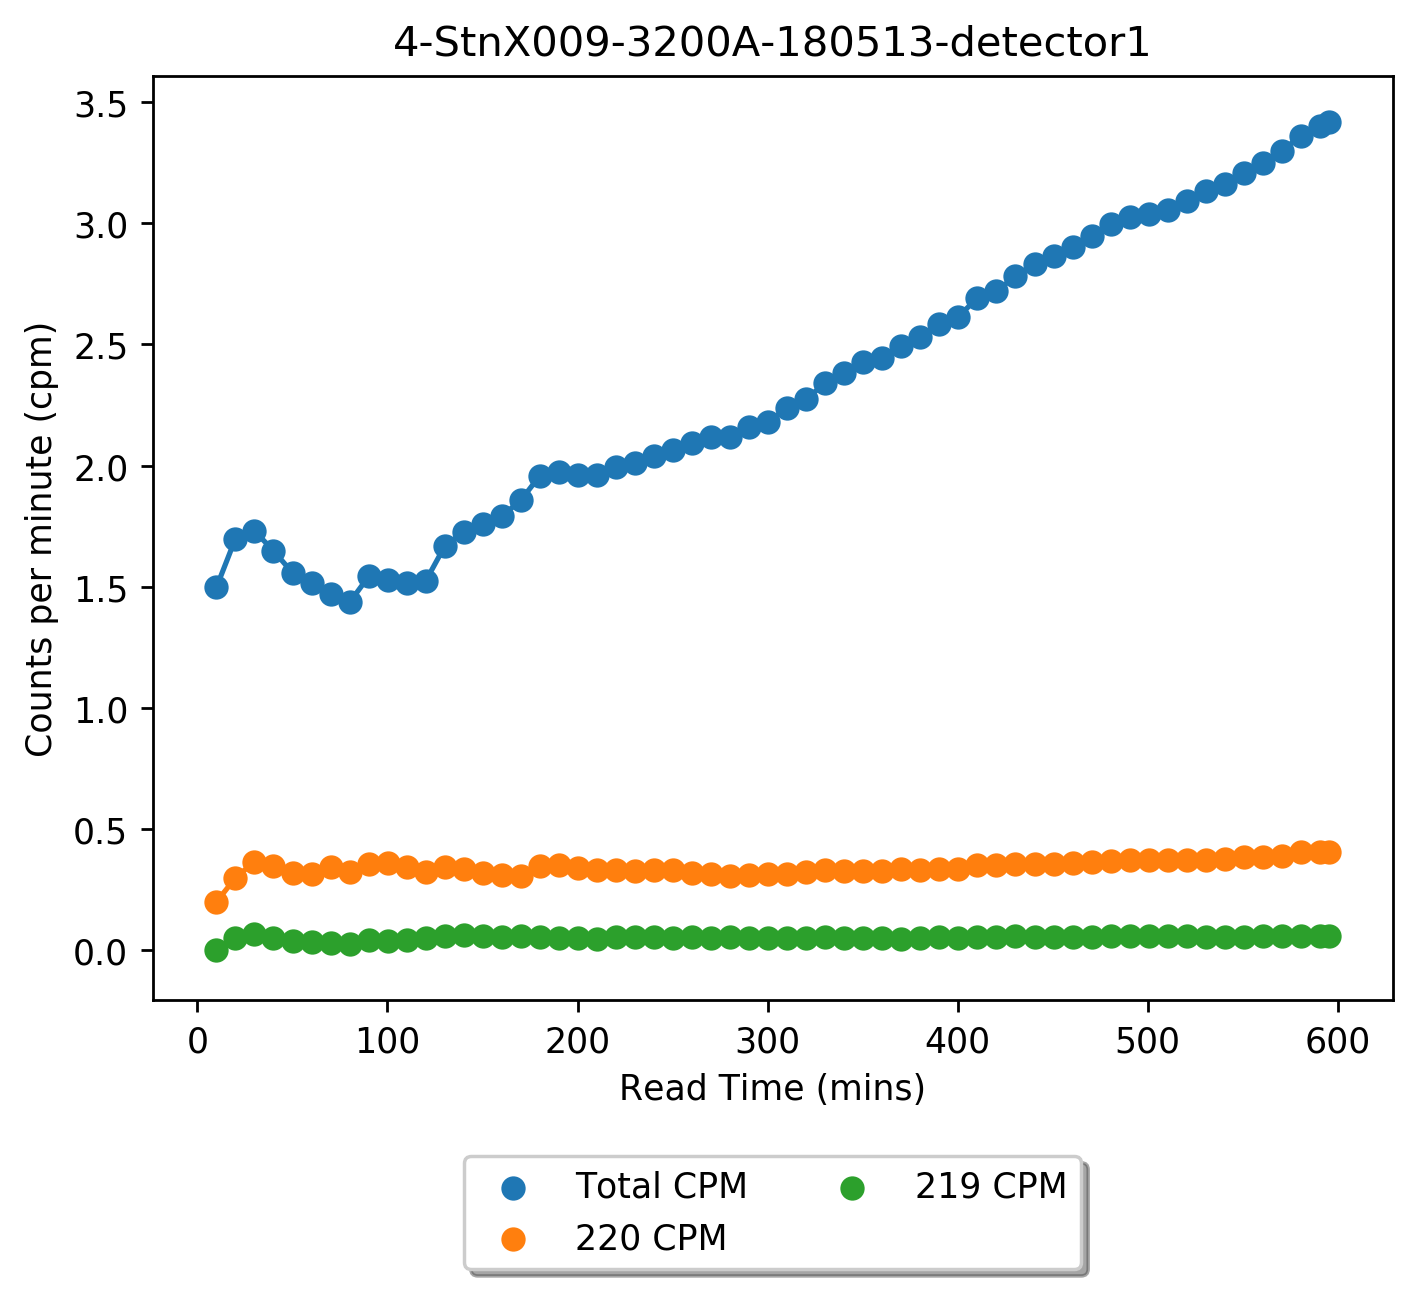 4-StnX009-3200A-180513-detector1
3.5
3.0
2.5
2.0
1.5
1.0
0.5
0.0
Counts per minute (cpm)
0 100 200 300 400 500 600
Read Time (mins)
Total CPM 219 CPM
220 CPM